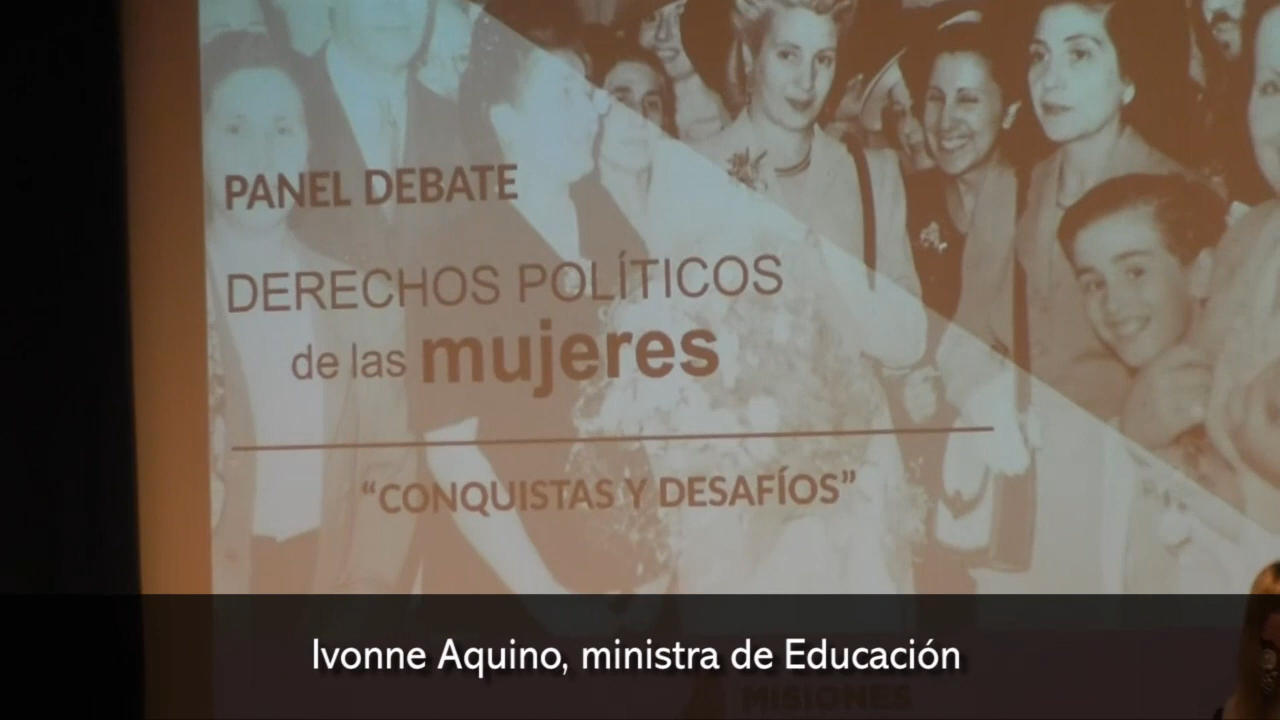 PANEL DEBATE
DERECHOS POLÍTICOS
de las mujeres
“CONQUISTAS Y DESAFÍOS”
Ivonne Aquino, ministra de Educación
MISIONES